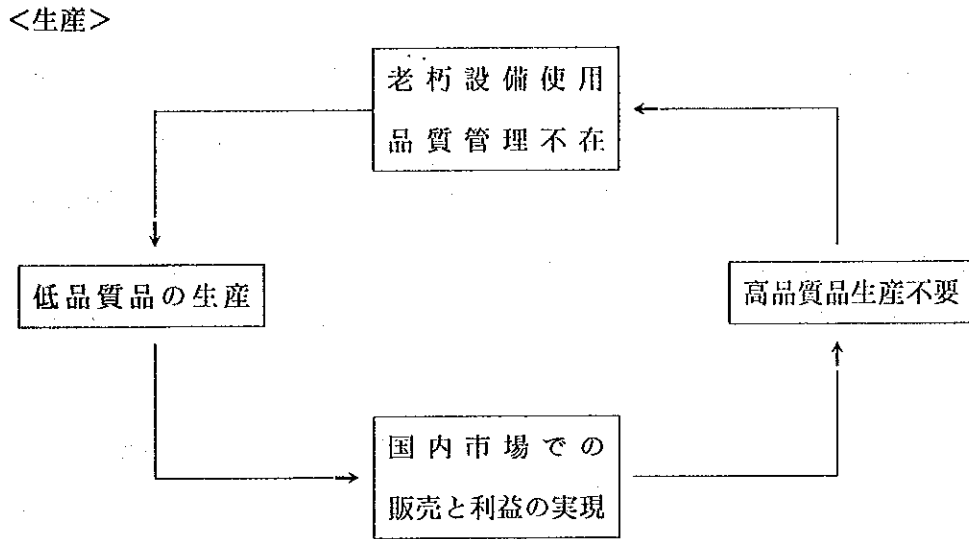 <生産>
老朽設備使用
品質管理不在
低品質品の生産
高品質品生産不要
国内市場での
販売と利益の実現